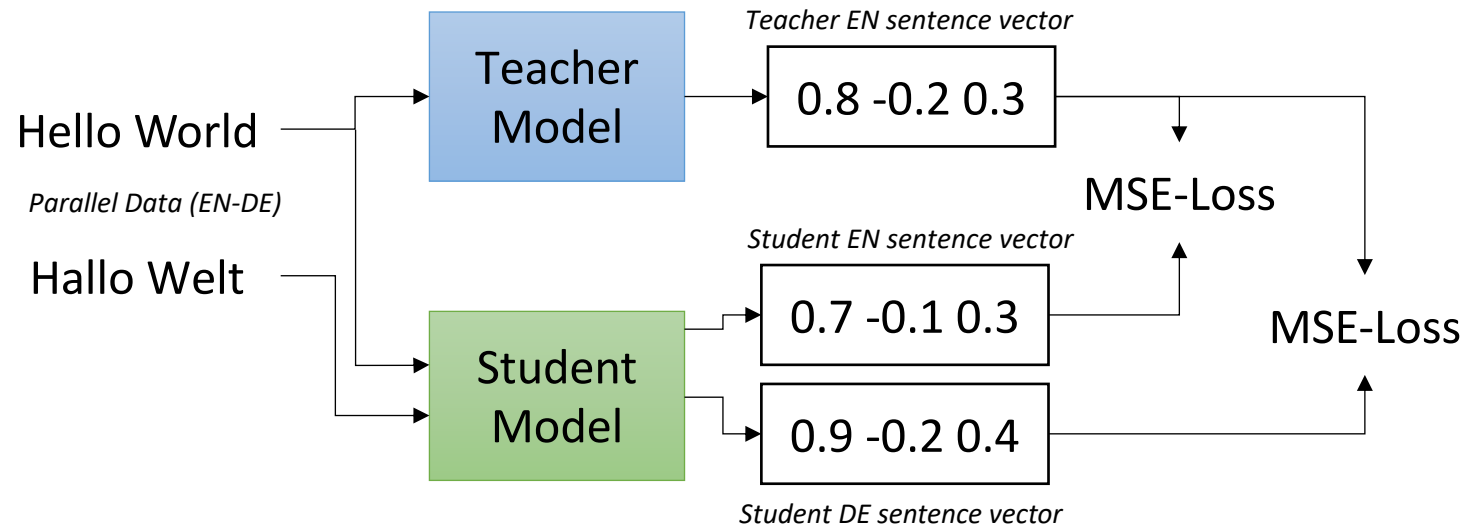 Teacher EN sentence vector
Teacher
Model
0.8 -0.2 0.3
Hello World
Parallel Data (EN-DE)
Hallo Welt
MSE-Loss
Student EN sentence vector
0.7 -0.1 0.3
MSE-Loss
Student
Model
0.9 -0.2 0.4
Student DE sentence vector